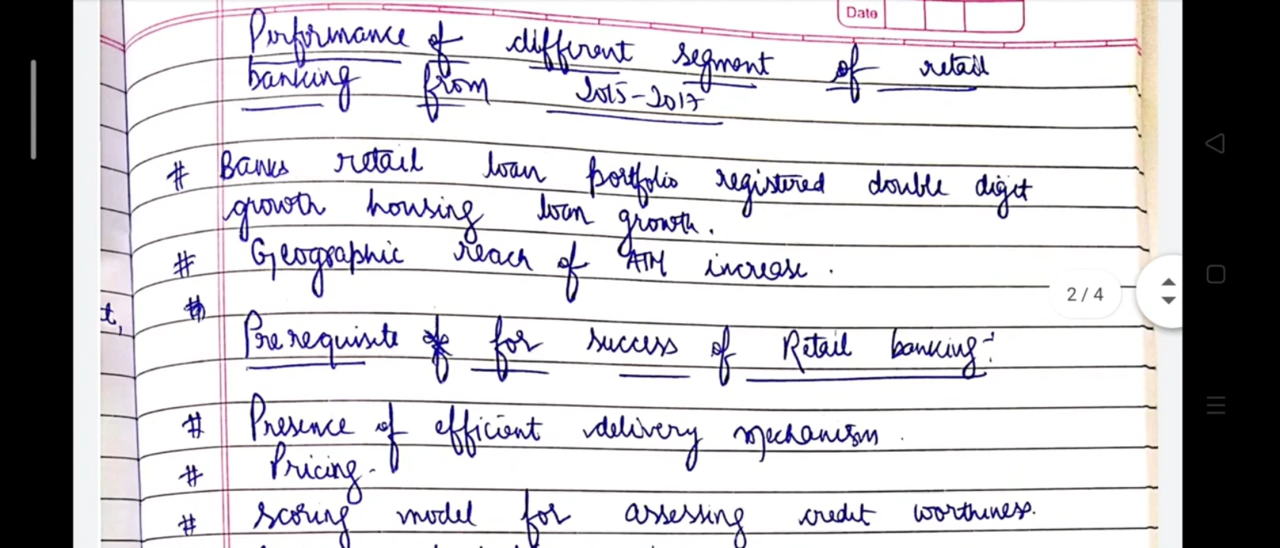 Date
Performance of different segment of retail
banking from 2015-2017
# Banks retail loan portfolio registered double digit
growth housing loan growth.
# Geographic reach of ATM increase.
#
t,
2/4
Prerequisite for success of Retail banking:
# Presence of efficient delivery mechanism.
# Pricing.
# Scoring model for assessing credit worthiness.